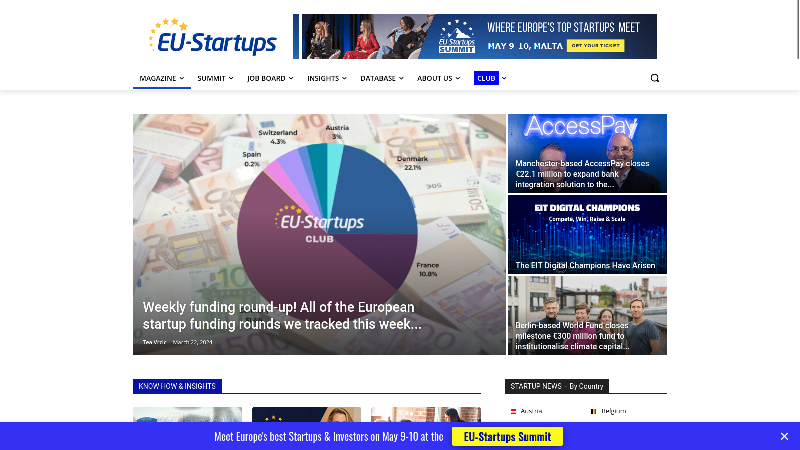 EU-Startups
EU-Startups
SUMMIT
WHERE EUROPE'S TOP STARTUPS MEET
MAY 9-10, MALTA
GET YOUR TICKET
MAGAZINE
SUMMIT
JOB BOARD
INSIGHTS
DATABASE
ABOUT US
CLUB
Switzerland
4.3%
Austria
3%
Spain
0.2%
Denmark
22.1%
EU-Startups
CLUB
France
10.8%
Weekly funding round-up! All of the European
startup funding rounds we tracked this week...
March 22, 2024
AccessPay
Manchester-based AccessPay closes
€22.1 million to expand bank
integration solution to the...
EIT DIGITAL CHAMPIONS
Compete, Win, Raise & Scale
The EIT Digital Champions Have Arisen
Berlin-based World Fund closes
milestone €300 million fund to
institutionalise climate capital...
KNOW HOW & INSIGHTS
STARTUP NEWS – By Country
Austria
Belgium
Meet Europe's best Startups & Investors on May 9-10 at the
EU-Startups Summit